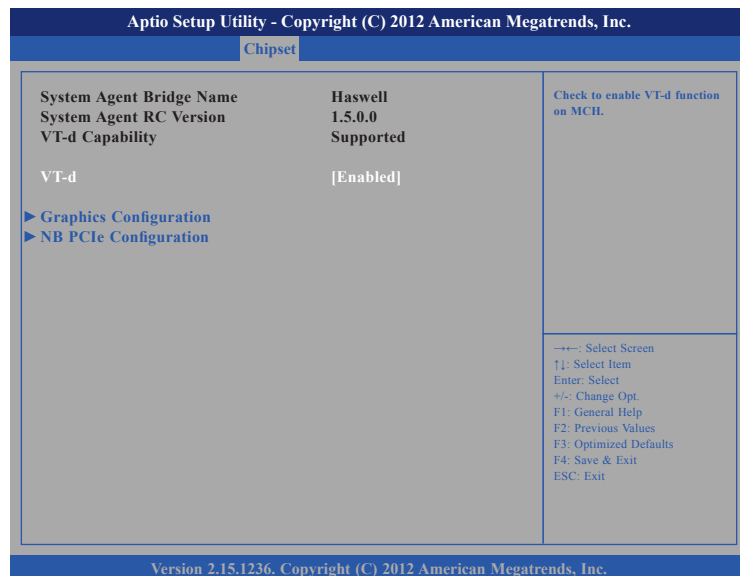 Aptio Setup Utility - Copyright (C) 2012 American Megatrends, Inc.
Chipset
System Agent Bridge Name Haswell
System Agent RC Version 1.5.0.0
VT-d Capability Supported
VT-d [Enabled]
► Graphics Configuration
► NB PCIe Configuration
Check to enable VT-d function
on MCH.
→←: Select Screen
↑↓: Select Item
Enter: Select
+/-: Change Opt.
F1: General Help
F2: Previous Values
F3: Optimized Defaults
F4: Save & Exit
ESC: Exit
Version 2.15.1236. Copyright (C) 2012 American Megatrends, Inc.